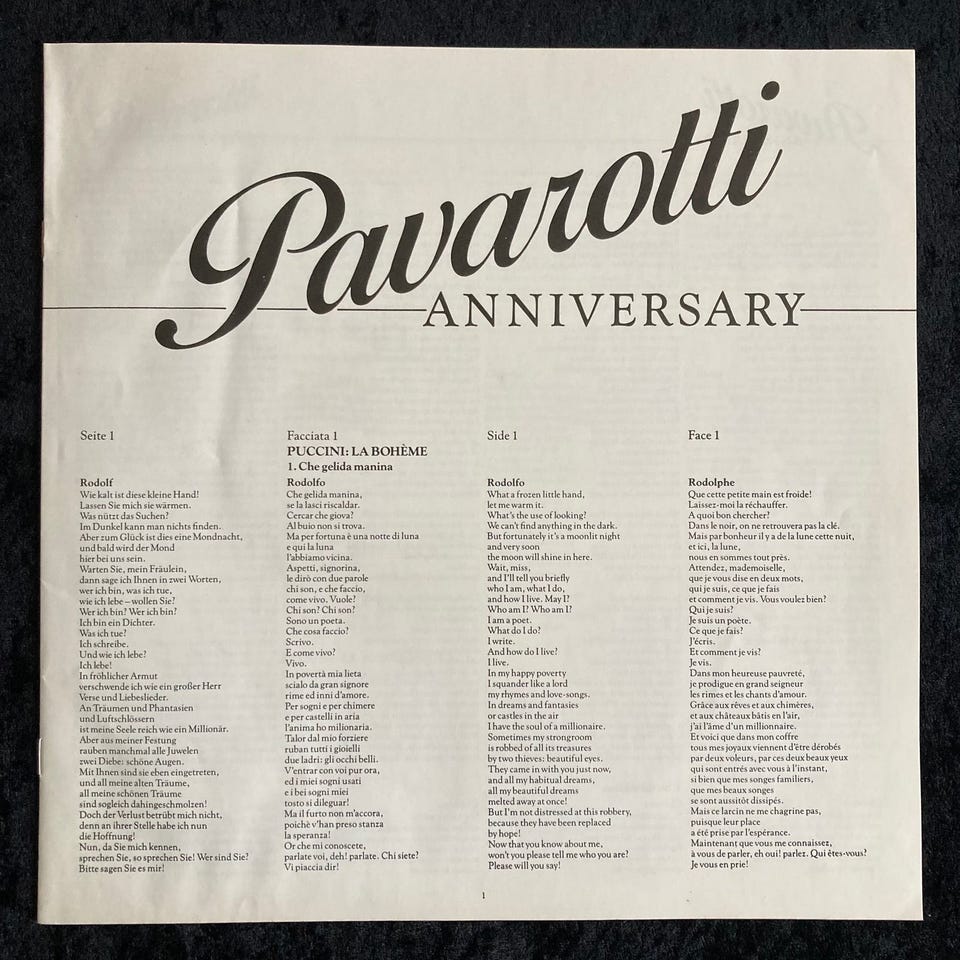 Pavarotti
ANNIVERSARY
Seite 1
Rodolf
Wie kalt ist diese kleine Hand!
Lassen Sie mich sie wärmen.
Was nützt das Suchen?
Im Dunkel kann man nichts finden.
Aber zum Glück ist dies eine Mondnacht,
und bald wird der Mond
hier bei uns sein.
Warten Sie, mein Fräulein,
dann sage ich Ihnen in zwei Worten,
wer ich bin, was ich tue,
wie ich lebe – wollen Sie?
Wer ich bin? Wer ich bin?
Ich bin ein Dichter.
Was ich tue?
Ich schreibe.
Und wie ich lebe?
Ich lebe!
In fröhlicher Armut
verschwende ich wie ein großer Herr
Verse und Liebeslieder.
An Träumen und Phantasien
und Luftschlössern
ist meine Seele reich wie ein Millionär.
Aber aus meiner Festung
rauben manchmal alle Juwelen
zwei Diebe: schöne Augen.
Mit Ihnen sind sie eben eingetreten,
und all meine alten Träume,
all meine schönen Träume
sind sogleich dahingeschmolzen!
Doch der Verlust betrübt mich nicht,
denn an ihrer Stelle habe ich nun
die Hoffnung!
Nun, da Sie mich kennen,
sprechen Sie, so sprechen Sie! Wer sind Sie?
Bitte sagen Sie es mir!
Facciata 1
PUCCINI: LA BOHÈME
1. Che gelida manina
Rodolfo
Che gelida manina,
se la lasci riscaldar.
Cercar che giova?
Al buio non si trova.
Ma per fortuna è una notte di luna
e qui la luna
l'abbiamo vicina.
Aspetti, signorina,
le dirò con due parole
chi son, e che faccio,
come vivo. Vuole?
Chi son? Chi son?
Sono un poeta.
Che cosa faccio?
Scrivo.
E come vivo?
Vivo.
In povertà mia lieta
scialo da gran signore
rime ed inni d'amore.
Per sogni e per chimere
e per castelli in aria
l'anima ho milionaria.
Talor dal mio forziere
ruban tutti i gioielli
due ladri: gli occhi belli.
V'entrar con voi pur ora,
ed i miei sogni usati
e i bei sogni miei
tosto si dileguar!
Ma il furto non m'accora,
poichè v'han preso stanza
la speranza!
Or che mi conoscete,
parlate voi, deh! parlate. Chi siete?
Vi piaccia dir!
Side 1
Rodolfo
What a frozen little hand,
let me warm it.
What's the use of looking?
We can't find anything in the dark.
But fortunately it's a moonlit night
and very soon
the moon will shine in here.
Wait, miss,
and I'll tell you briefly
who I am, what I do,
and how I live. May I?
Who am I? Who am I?
I am a poet.
What do I do?
I write.
And how do I live?
I live.
In my happy poverty
I squander like a lord
my rhymes and love-songs.
In dreams and fantasies
or castles in the air
I have the soul of a millionaire.
Sometimes my strongroom
is robbed of all its treasures
by two thieves: beautiful eyes.
They came in with you just now,
and all my habitual dreams,
all my beautiful dreams
melted away at once!
But I'm not distressed at this robbery,
because they have been replaced
by hope!
Now that you know about me,
won't you please tell me who you are?
Please will you say!
Face 1
Rodolphe
Que cette petite main est froide!
Laissez-moi la réchauffer.
A quoi bon chercher?
Dans le noir, on ne retrouvera pas la clé.
Mais par bonheur il y a de la lune cette nuit,
et ici, la lune,
nous en sommes tout près.
Attendez, mademoiselle,
que je vous dise en deux mots,
qui je suis, ce que je fais
et comment je vis. Vous voulez bien?
Qui je suis?
Je suis un poète.
Ce que je fais?
J'écris.
Et comment je vis?
Je vis.
Dans mon heureuse pauvreté,
je prodigue en grand seigneur
les rimes et les chants d'amour.
Grâce aux rêves et aux chimères,
et aux châteaux bâtis en l'air,
j'ai l'âme d'un millionnaire.
Et voici que dans mon coffre
tous mes joyaux viennent d'être dérobés
par deux voleurs, par ces deux beaux yeux
qui sont entrés avec vous à l'instant,
si bien que mes songes familiers,
que mes beaux songes
se sont aussitôt dissipés.
Mais ce larcin ne me chagrine pas,
puisque leur place
a été prise par l'espérance.
Maintenant que vous me connaissez,
à vous de parler, eh oui! parlez. Qui êtes-vous?
Je vous en prie!
1